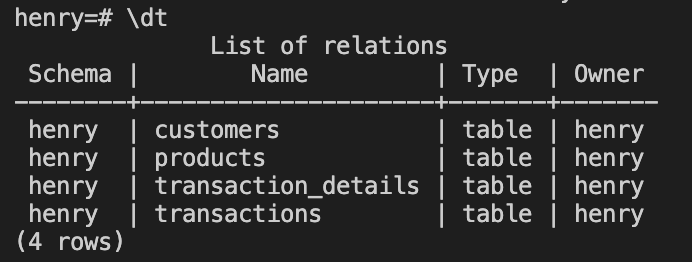 henry=# \dt
List of relations
Schema | Name | Type | Owner
--------+---------------------+-------+-------
henry | customers | table | henry
henry | products | table | henry
henry | transaction_details | table | henry
henry | transactions | table | henry
(4 rows)